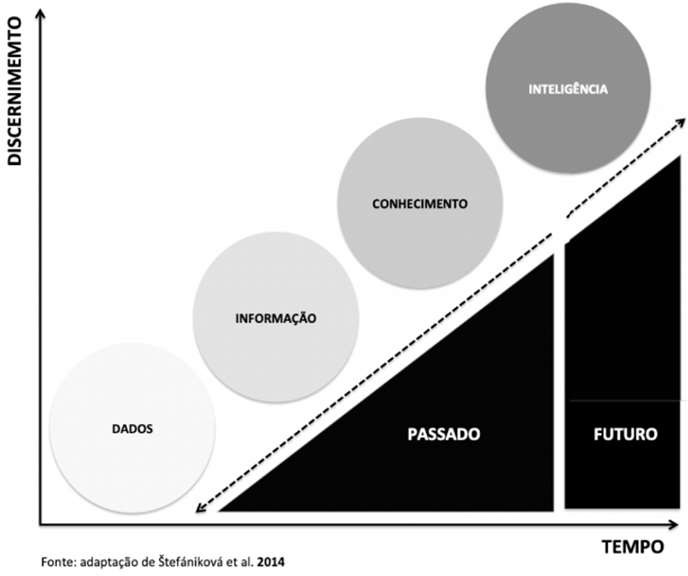 DISCERNIMEMTO
INTELIGÊNCIA
CONHECIMENTO
INFORMAÇÃO
DADOS
PASSADO
FUTURO
TEMPO
Fonte: adaptação de Štefániková et al. 2014